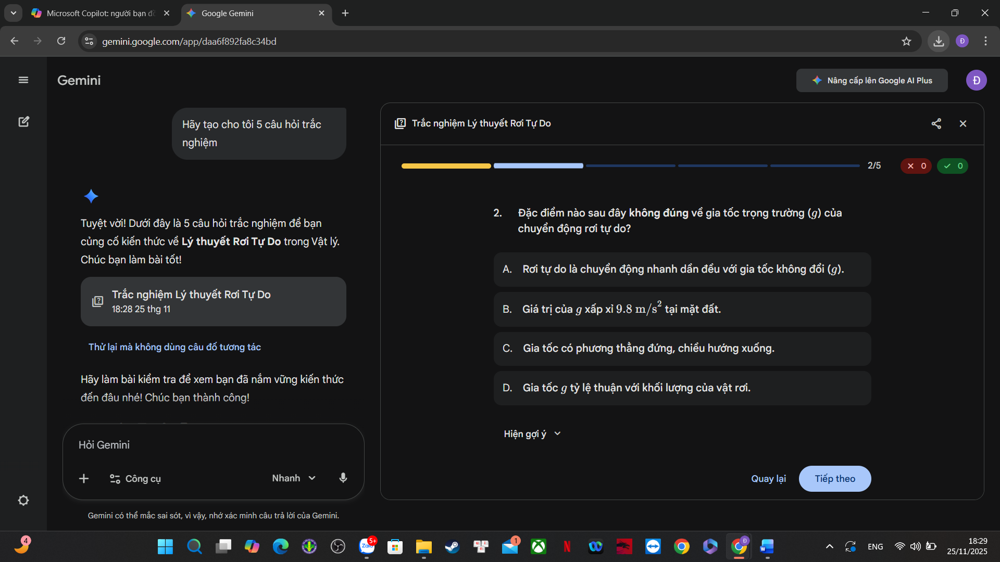 Microsoft Copilot: người bạn đồ
Google Gemini
gemini.google.com/app/daa6f892fa8c34bd
Đ
Gemini
Nâng cấp lên Google AI Plus
Đ
Hãy tạo cho tôi 5 câu hỏi trắc
nghiệm
Tuyệt vời! Dưới đây là 5 câu hỏi trắc nghiệm để bạn
củng cố kiến thức về Lý thuyết Rơi Tự Do trong Vật lý.
Chúc bạn làm bài tốt!
Trắc nghiệm Lý thuyết Rơi Tự Do
18:28 25 thg 11
Thử lại mà không dùng câu đố tương tác
Hãy làm bài kiểm tra để xem bạn đã nắm vững kiến thức
đến đâu nhé! Chúc bạn thành công!
Hỏi Gemini
Công cụ
Nhanh
Gemini có thể mắc sai sót, vì vậy, nhớ xác minh câu trả lời của Gemini.
Trắc nghiệm Lý thuyết Rơi Tự Do
2/5
0
0
2. Đặc điểm nào sau đây không đúng về gia tốc trọng trường (g) của
chuyển động rơi tự do?
A. Rơi tự do là chuyển động nhanh dần đều với gia tốc không đổi (g).
B. Giá trị của g xấp xỉ 9.8 m/s² tại mặt đất.
C. Gia tốc có phương thẳng đứng, chiều hướng xuống.
D. Gia tốc g tỷ lệ thuận với khối lượng của vật rơi.
Hiện gợi ý
Quay lại
Tiếp theo
4
Zalo
5+
1
N
Đ
W
ENG
18:29
25/11/2025